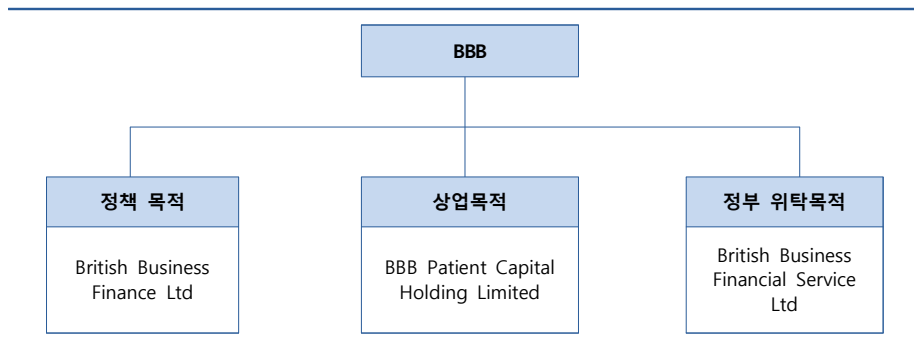 BBB
정책 목적
상업목적
정부 위탁목적
British Business
Finance Ltd
BBB Patient Capital
Holding Limited
British Business
Financial Service
Ltd